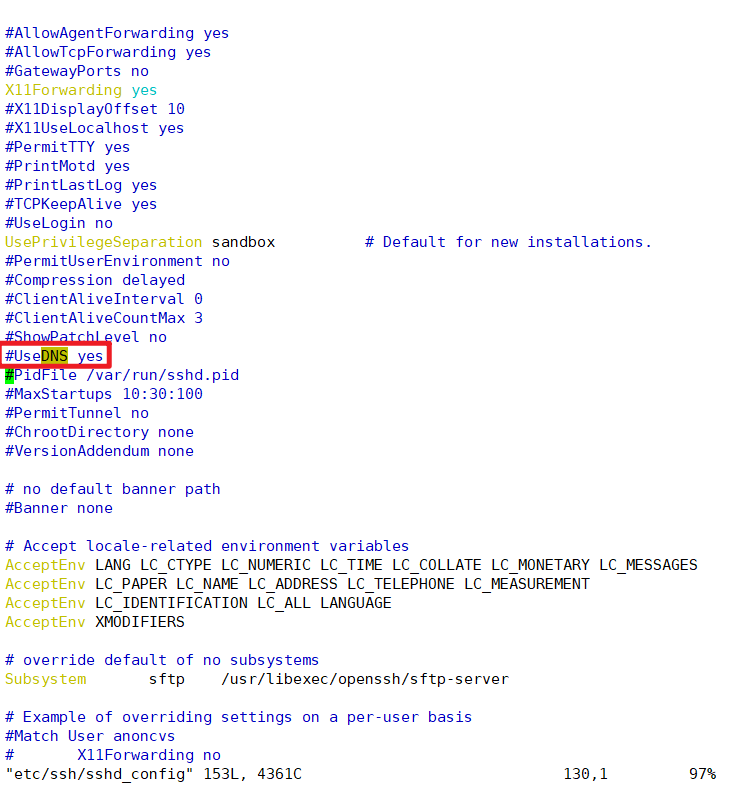 #AllowAgentForwarding yes
#AllowTcpForwarding yes
#GatewayPorts no
X11Forwarding yes
#X11DisplayOffset 10
#X11UseLocalhost yes
#PermitTTY yes
#PrintMotd yes
#PrintLastLog yes
#TCPKeepAlive yes
#UseLogin no
UsePrivilegeSeparation sandbox          # Default for new installations.
#PermitUserEnvironment no
#Compression delayed
#ClientAliveInterval 0
#ClientAliveCountMax 3
#ShowPatchLevel no
#UseDNS yes
#PidFile /var/run/sshd.pid
#MaxStartups 10:30:100
#PermitTunnel no
#ChrootDirectory none
#VersionAddendum none
# no default banner path
#Banner none
# Accept locale-related environment variables
AcceptEnv LANG LC_CTYPE LC_NUMERIC LC_TIME LC_COLLATE LC_MONETARY LC_MESSAGES
AcceptEnv LC_PAPER LC_NAME LC_ADDRESS LC_TELEPHONE LC_MEASUREMENT
AcceptEnv LC_IDENTIFICATION LC_ALL LANGUAGE
AcceptEnv XMODIFIERS
# override default of no subsystems
Subsystem       sftp    /usr/libexec/openssh/sftp-server
# Example of overriding settings on a per-user basis
#Match User anoncvs
#       X11Forwarding no
"etc/ssh/sshd_config" 153L, 4361C                             130,1         97%